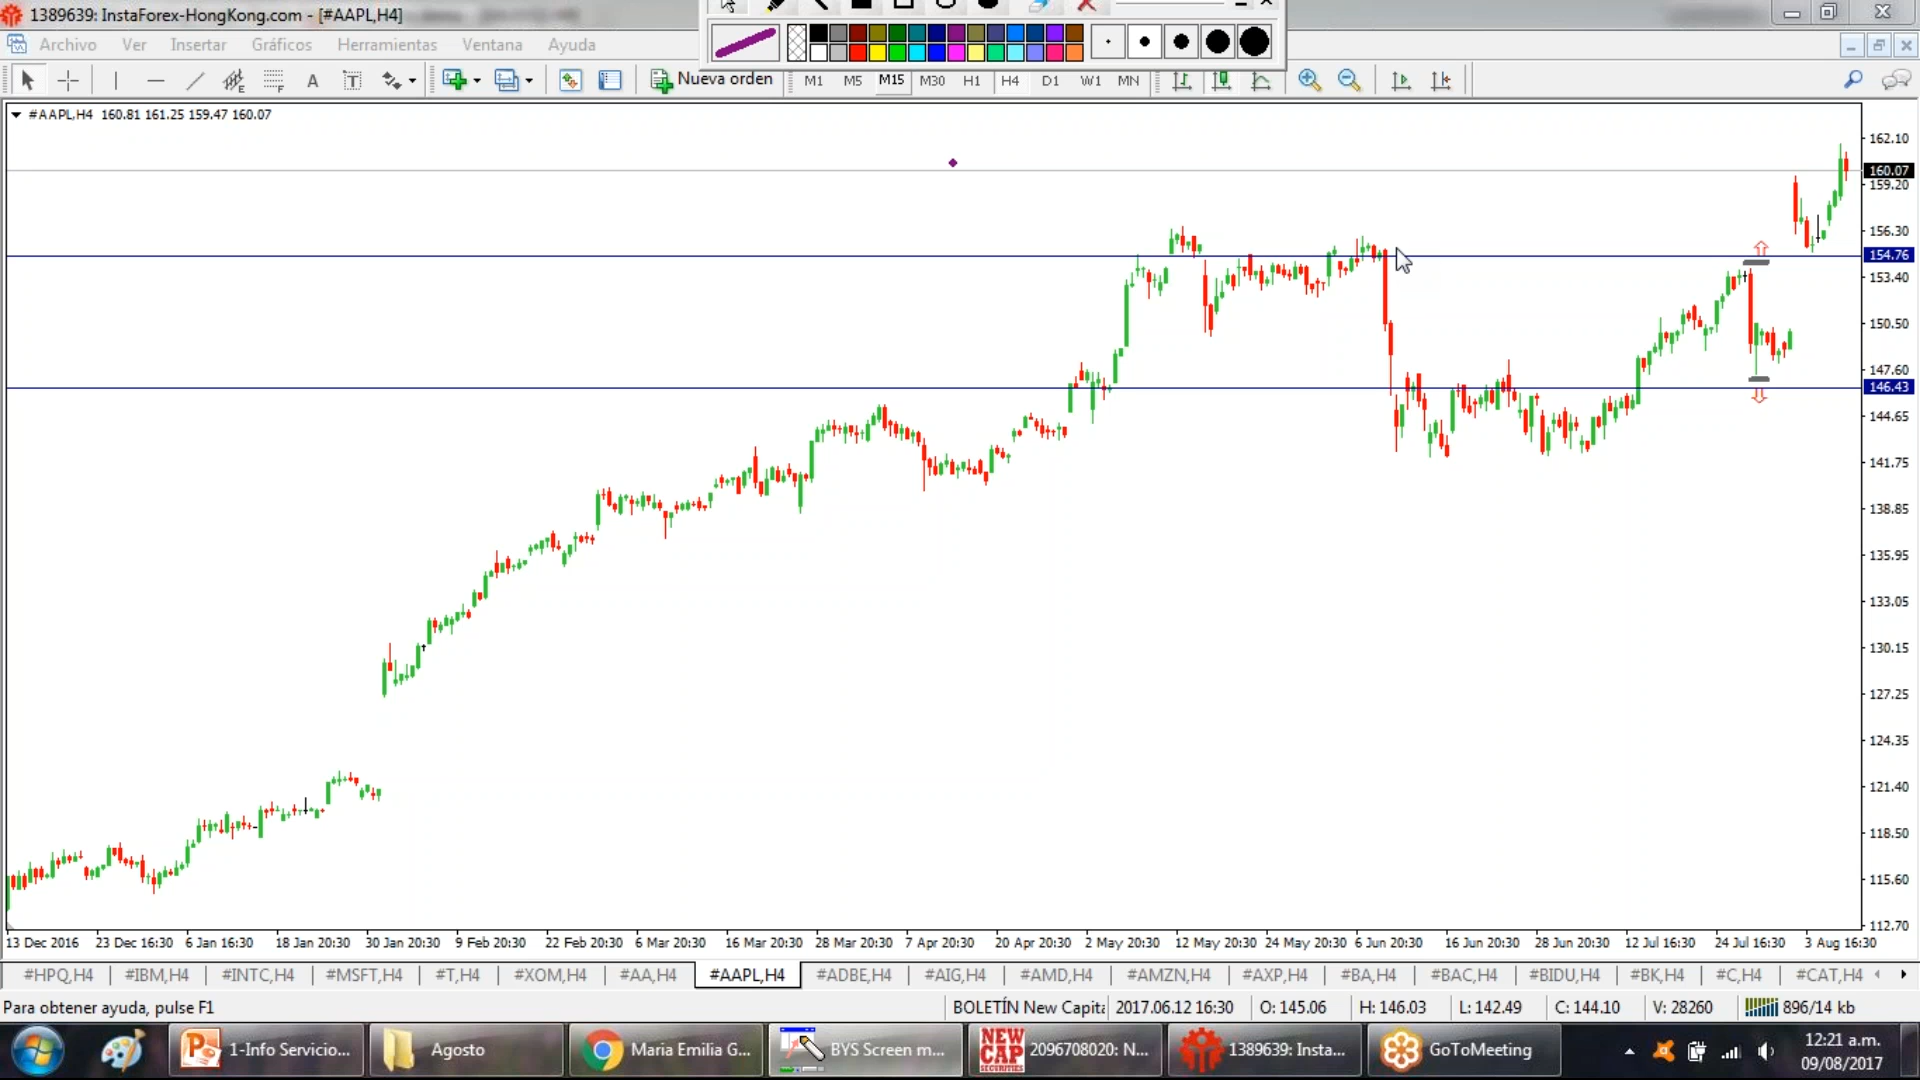 1389639: InstaForex-HongKong.com - [#AAPL,H4]
Archivo Ver Insertar Gráficos Herramientas Ventana Ayuda
A T Nueva orden M1 M5 M15 M30 H1 H4 D1 W1 MN
#AAPL,H4 160.81 161.25 159.47 160.07
162.10
160.07
159.20
156.30
154.76
153.40
150.50
147.60
146.43
144.65
141.75
138.85
135.95
133.05
130.15
127.25
124.35
121.40
118.50
115.60
112.70
13 Dec 2016 23 Dec 16:30 6 Jan 16:30 18 Jan 20:30 30 Jan 20:30 9 Feb 20:30 22 Feb 20:30 6 Mar 20:30 16 Mar 20:30 28 Mar 20:30 7 Apr 20:30 20 Apr 20:30 2 May 20:30 12 May 20:30 24 May 20:30 6 Jun 20:30 16 Jun 20:30 28 Jun 20:30 12 Jul 16:30 24 Jul 16:30 3 Aug 16:30
#HPQ,H4 #IBM,H4 #INTC,H4 #MSFT,H4 #T,H4 #XOM,H4 #AA,H4 #AAPL,H4 #ADBE,H4 #AIG,H4 #AMD,H4 #AMZN,H4 #AXP,H4 #BA,H4 #BAC,H4 #BIDU,H4 #BK,H4 #C,H4 #CAT,H4
Para obtener ayuda, pulse F1 BOLETÍN New Capita 2017.06.12 16:30 O: 145.06 H: 146.03 L: 142.49 C: 144.10 V: 28260 896/14 kb
1-Info Servicio... Agosto Maria Emilia G... BYS Screen m... NEW CAP SECURITIES 2096708020: N... 1389639: Insta... GoToMeeting 12:21 a.m.
09/08/2017